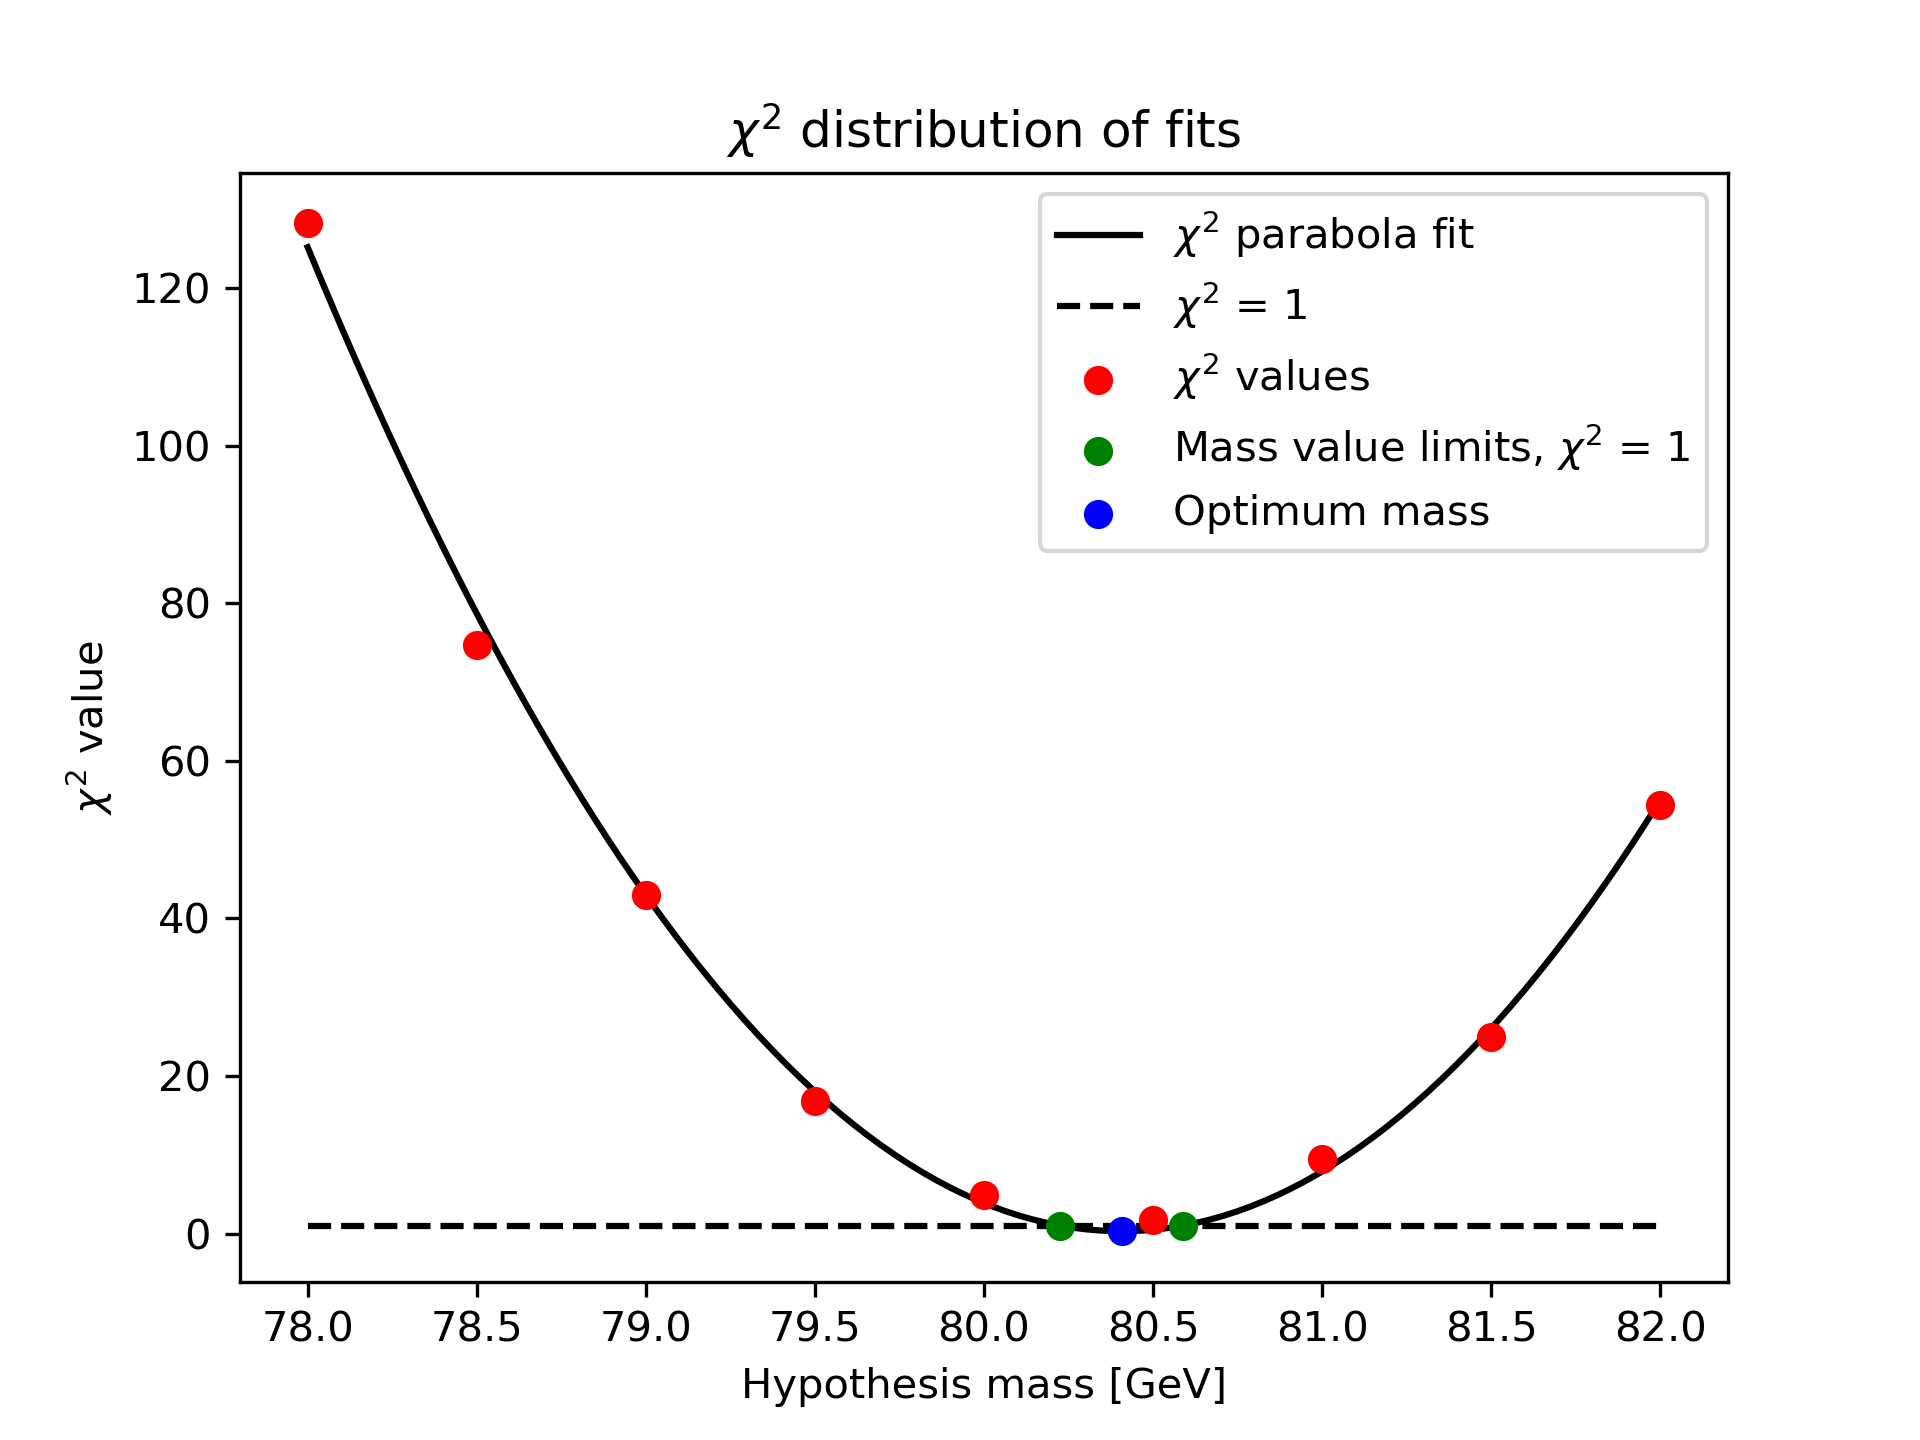 χ² distribution of fits
χ² parabola fit
χ² = 1
χ² values
Mass value limits, χ² = 1
Optimum mass
χ² value
120
100
80
60
40
20
0
78.0 78.5 79.0 79.5 80.0 80.5 81.0 81.5 82.0
Hypothesis mass [GeV]